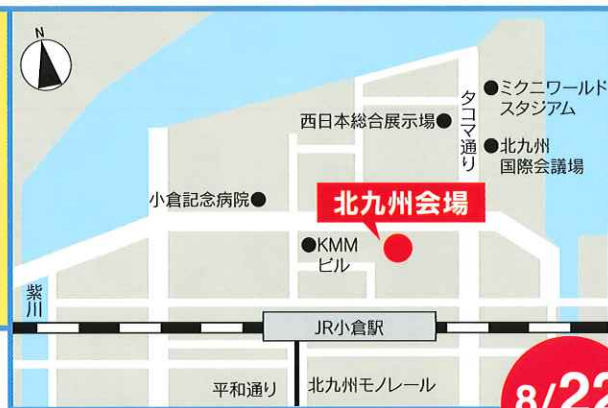 N
ミクニワールド
スタジアム
西日本総合展示場
タコマ通り
北九州
国際会議場
小倉記念病院
北九州会場
KMM
ビル
紫川
JR小倉駅
平和通り
北九州モノレール
8/22